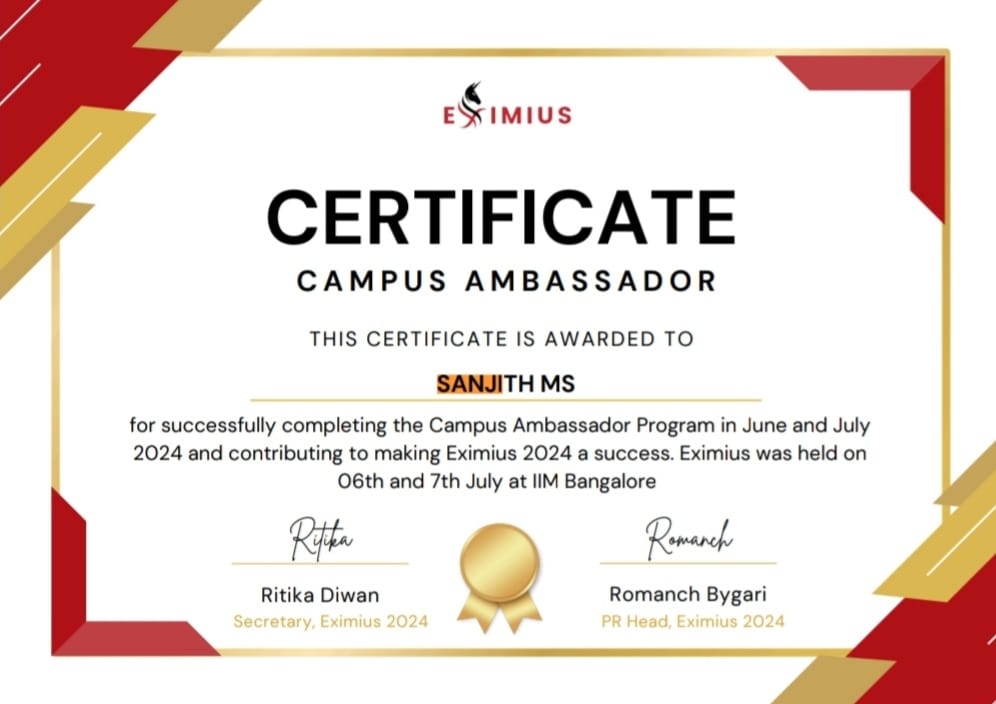 EXIMIUS
CERTIFICATE
CAMPUS AMBASSADOR
THIS CERTIFICATE IS AWARDED TO
SANJITH MS
for successfully completing the Campus Ambassador Program in June and July
2024 and contributing to making Eximius 2024 a success. Eximius was held on
06th and 7th July at IIM Bangalore
Ritika
Romanch
Ritika Diwan
Romanch Bygari
Secretary, Eximius 2024
PR Head, Eximius 2024